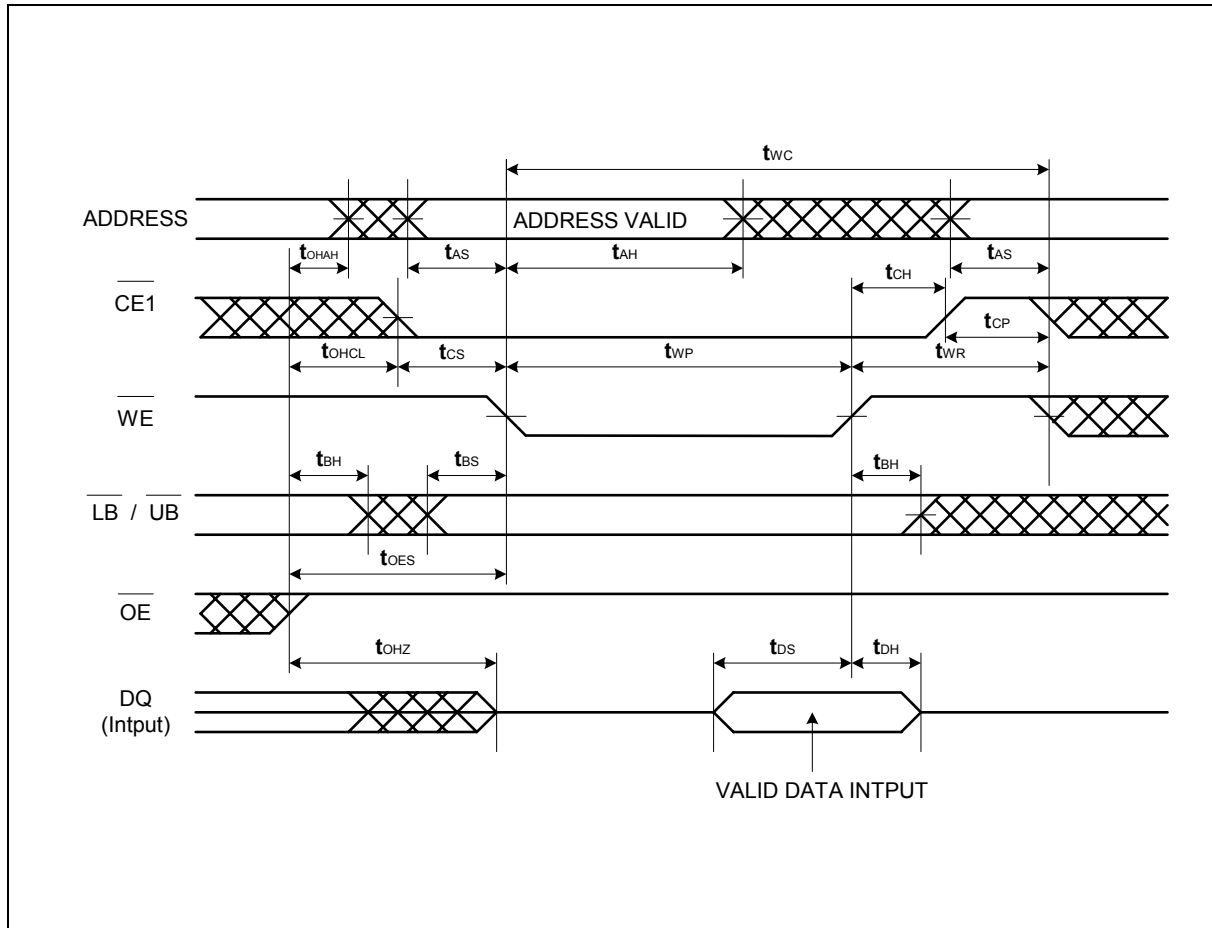 tWC
ADDRESS
ADDRESS VALID
tOHAH
tAS
tAH
tAS
tCH
CE1
tCP
tOHCL
tCS
tWP
tWR
WE
tBH
tBS
tBH
LB / UB
tOES
OE
tOHZ
tDS
tDH
DQ
(Intput)
VALID DATA INTPUT